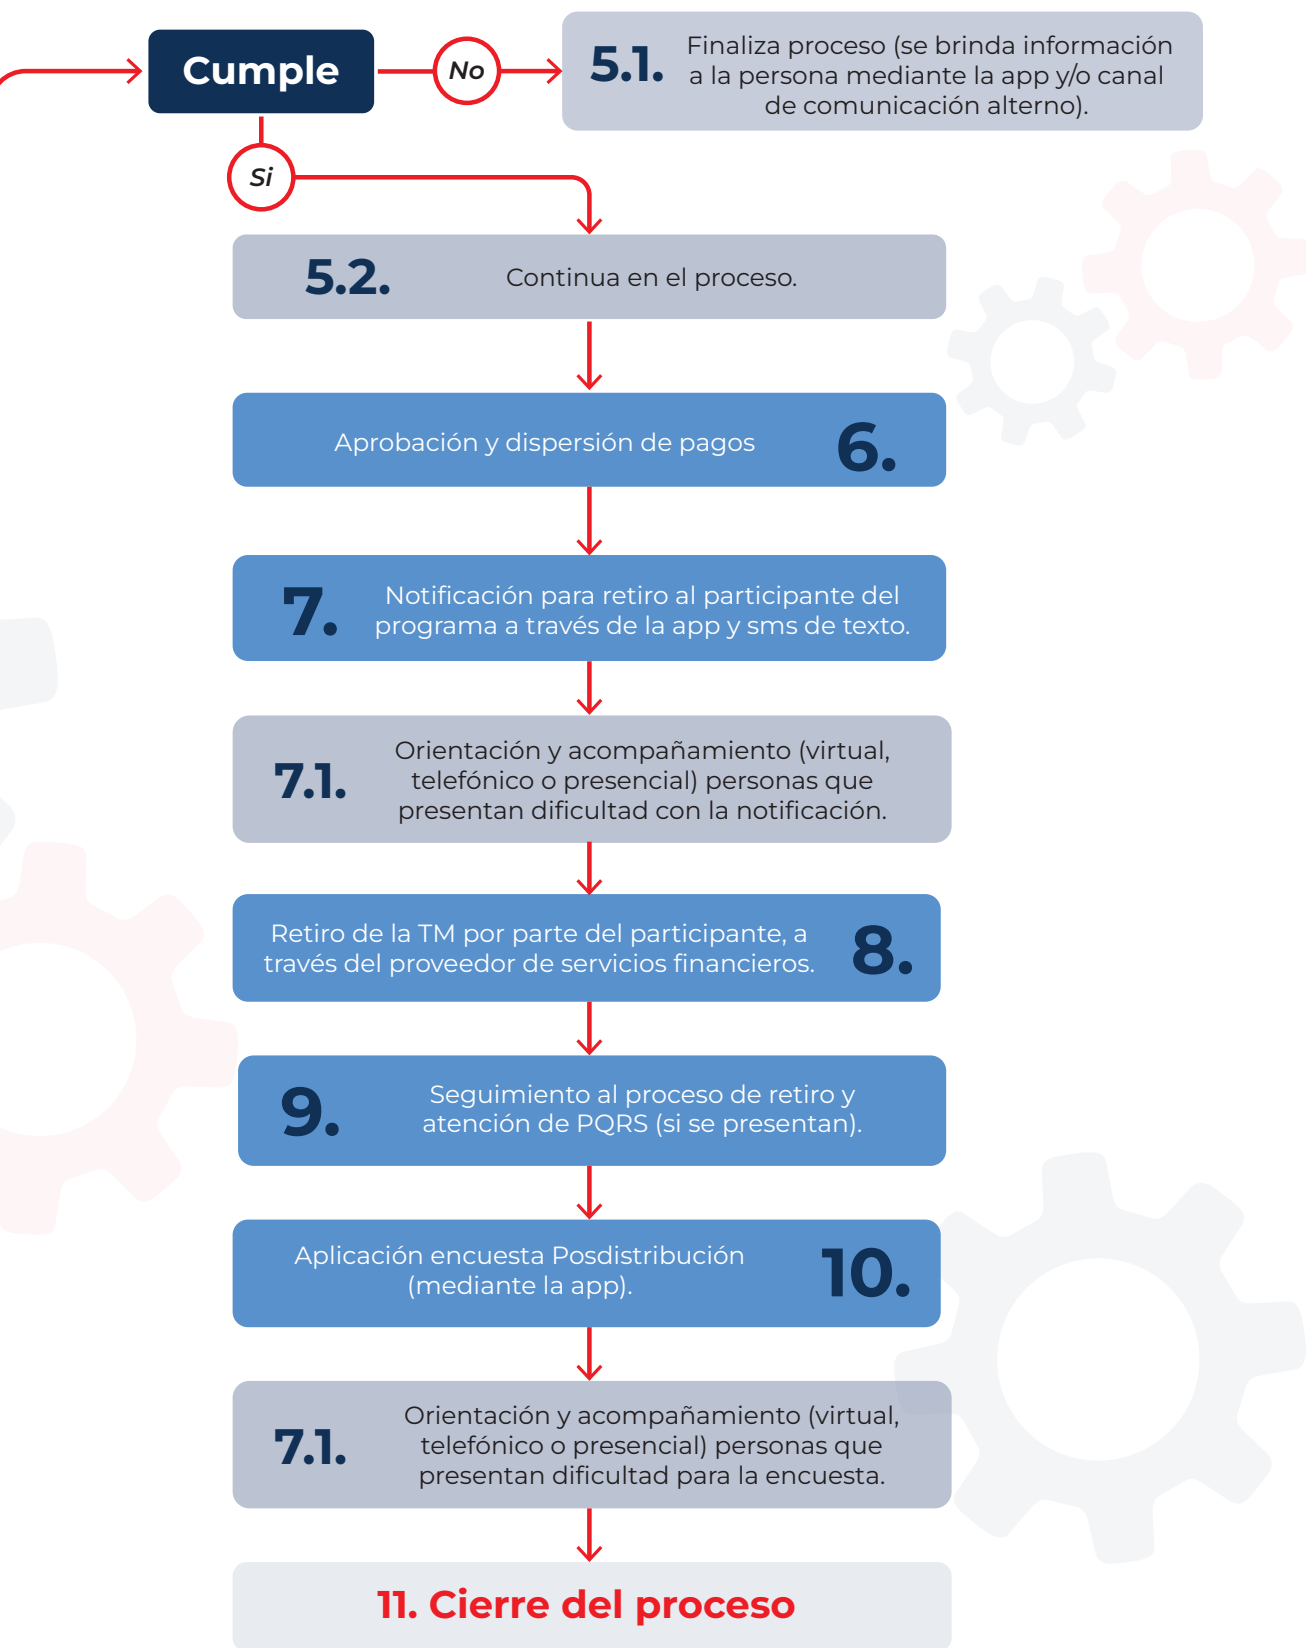 Cumple
No
5.1.
Finaliza proceso (se brinda información
a la persona mediante la app y/o canal
de comunicación alterno).
Si
5.2.
Continua en el proceso.
Aprobación y dispersión de pagos
6.
7.
Notificación para retiro al participante del
programa a través de la app y sms de texto.
7.1.
Orientación y acompañamiento (virtual,
telefónico o presencial) personas que
presentan dificultad con la notificación.
Retiro de la TM por parte del participante, a
través del proveedor de servicios financieros.
8.
9.
Seguimiento al proceso de retiro y
atención de PQRS (si se presentan).
Aplicación encuesta Posdistribución
(mediante la app).
10.
7.1.
Orientación y acompañamiento (virtual,
telefónico o presencial) personas que
presentan dificultad para la encuesta.
11. Cierre del proceso